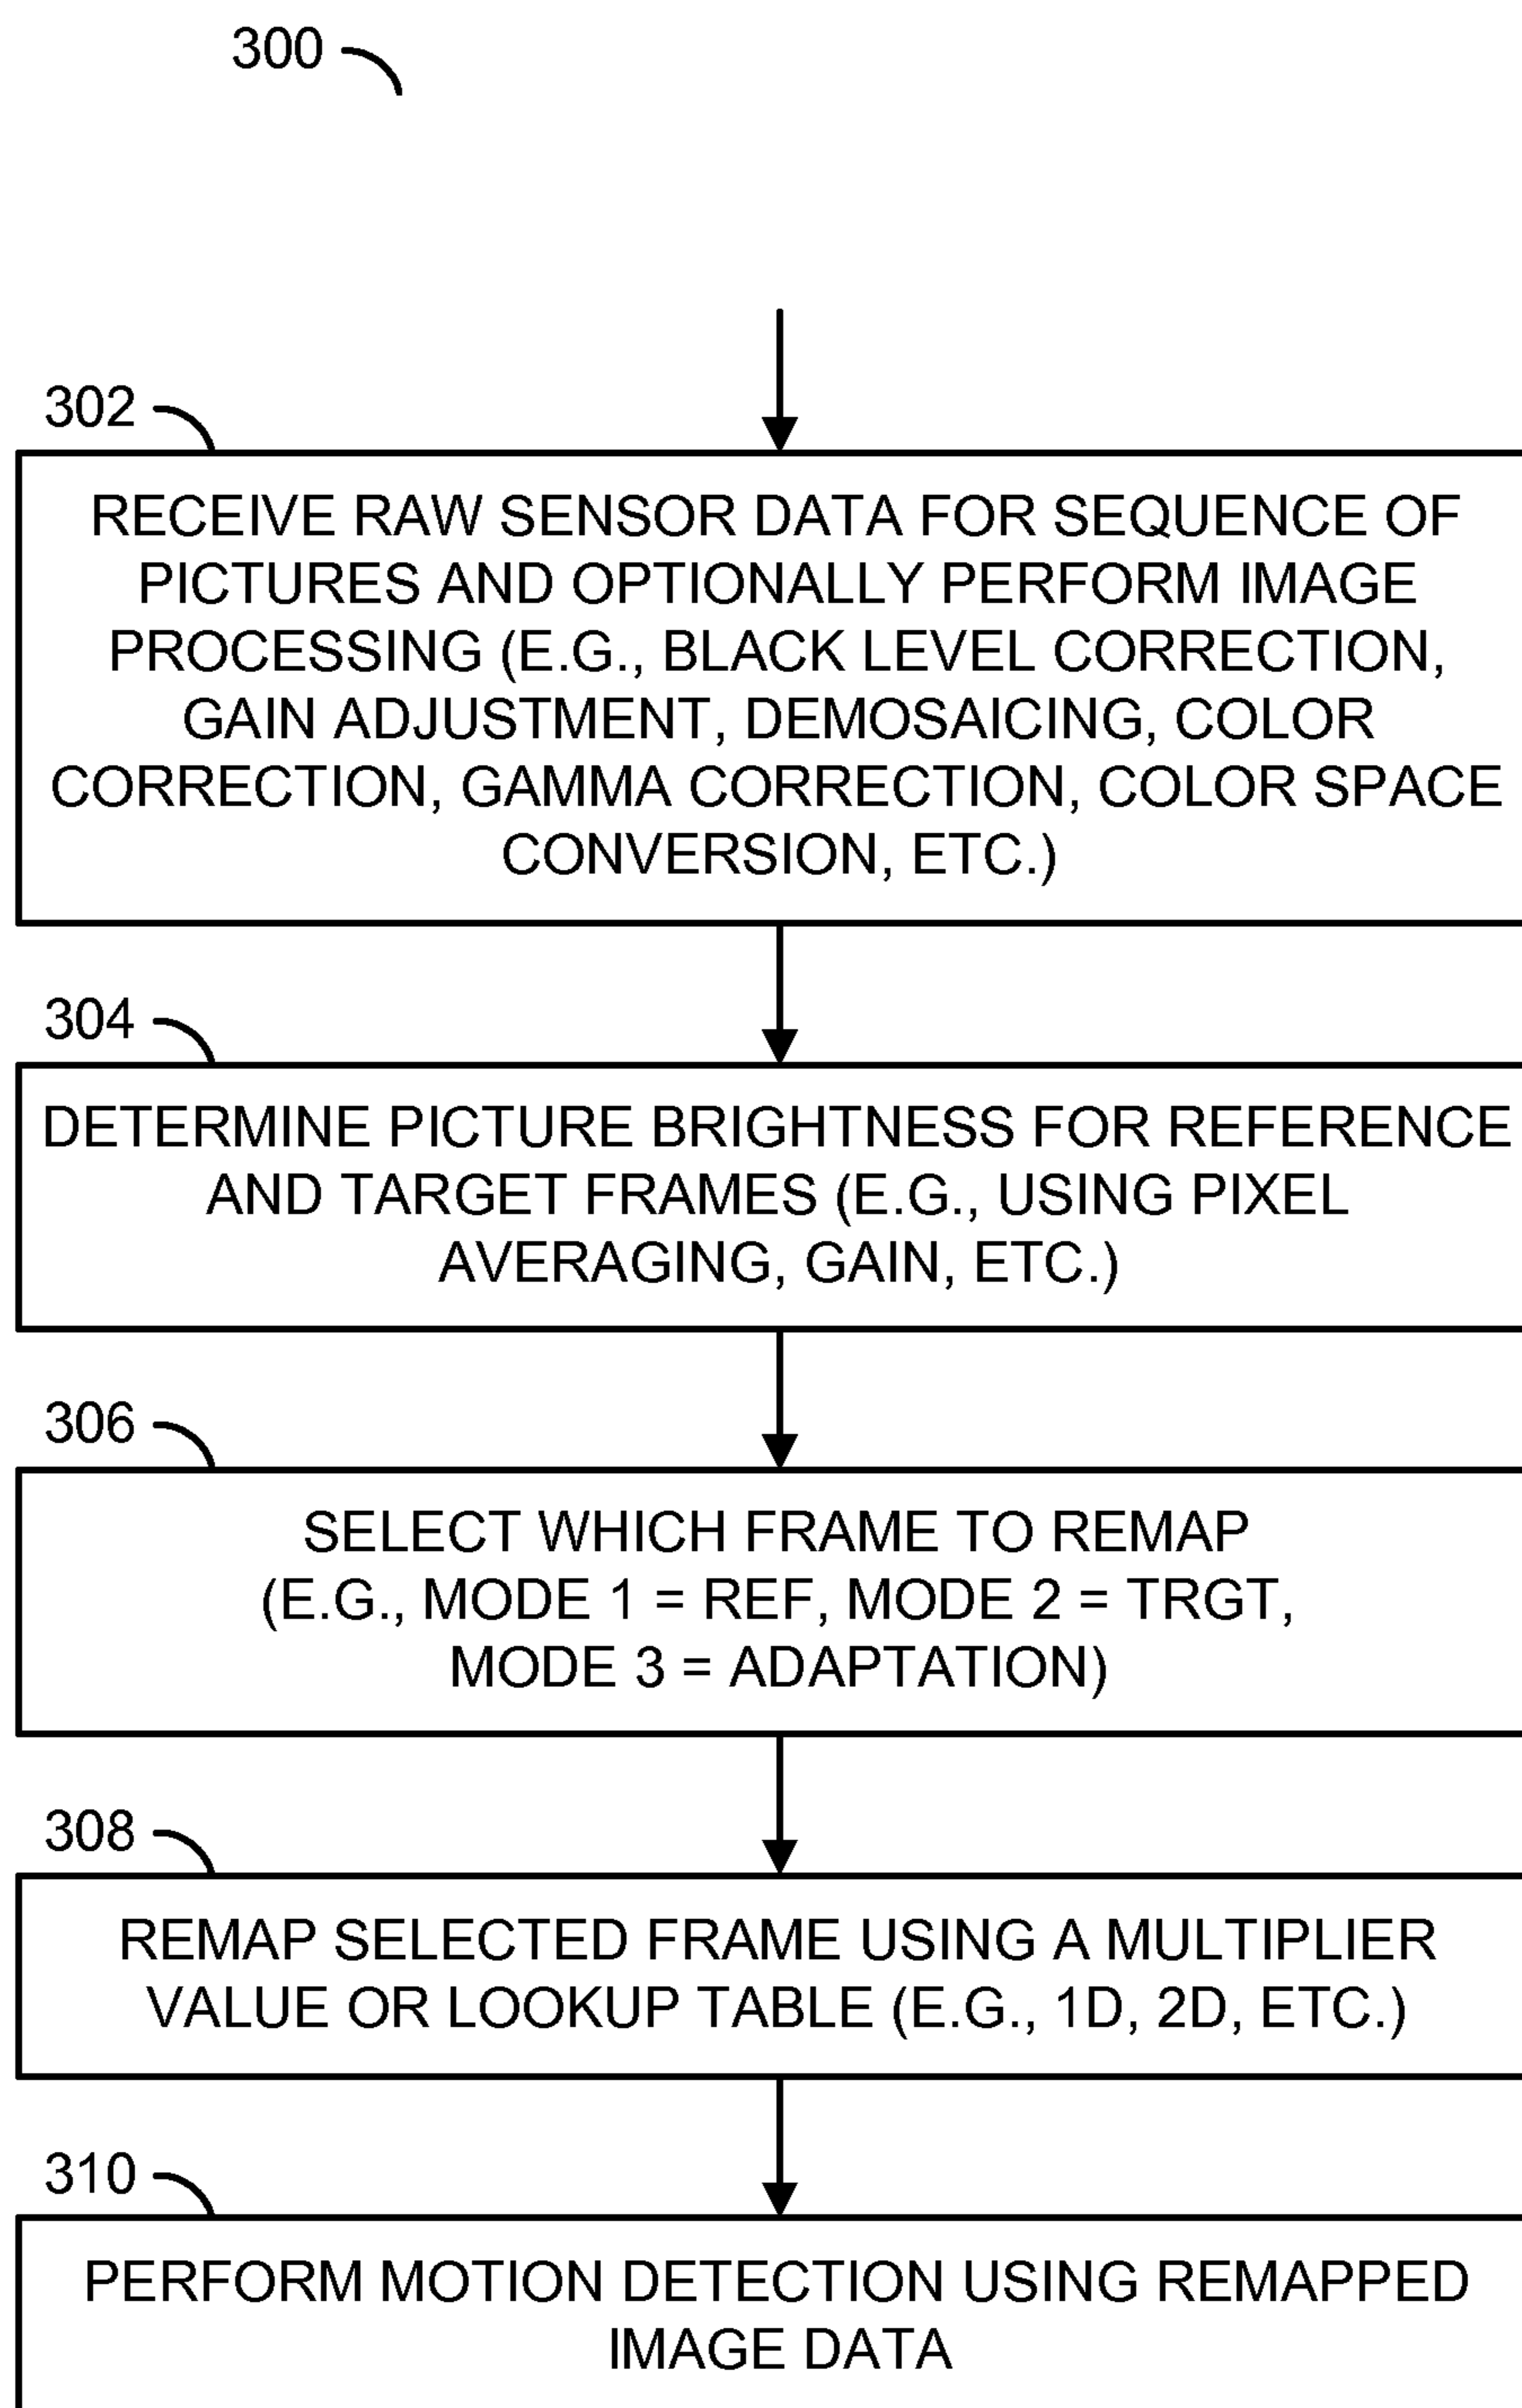 300
302
RECEIVE RAW SENSOR DATA FOR SEQUENCE OF
PICTURES AND OPTIONALLY PERFORM IMAGE
PROCESSING (E.G., BLACK LEVEL CORRECTION,
GAIN ADJUSTMENT, DEMOSAICING, COLOR
CORRECTION, GAMMA CORRECTION, COLOR SPACE
CONVERSION, ETC.)
304
DETERMINE PICTURE BRIGHTNESS FOR REFERENCE
AND TARGET FRAMES (E.G., USING PIXEL
AVERAGING, GAIN, ETC.)
306
SELECT WHICH FRAME TO REMAP
(E.G., MODE 1 = REF, MODE 2 = TRGT,
MODE 3 = ADAPTATION)
308
REMAP SELECTED FRAME USING A MULTIPLIER
VALUE OR LOOKUP TABLE (E.G., 1D, 2D, ETC.)
310
PERFORM MOTION DETECTION USING REMAPPED
IMAGE DATA